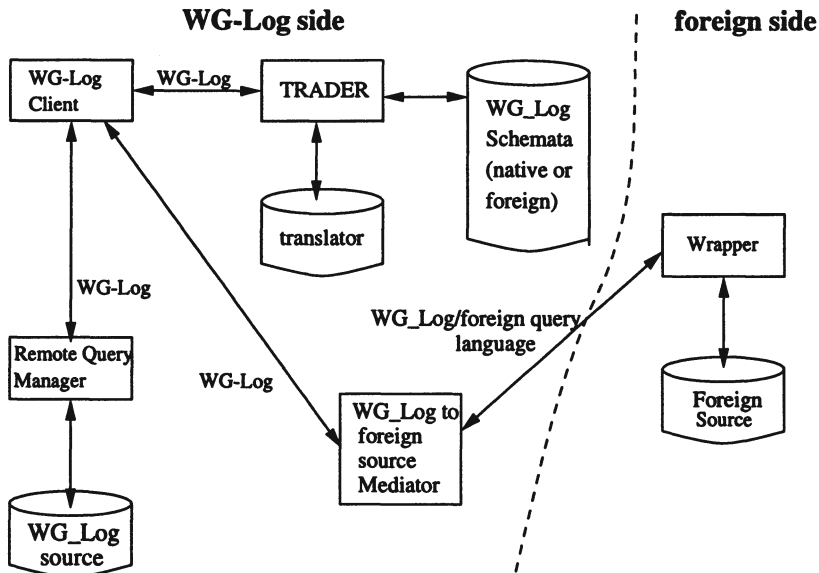 WG-Log side
foreign side
WG-Log
Client
WG-Log
TRADER
WG_Log
Schemata
(native or
foreign)
translator
Wrapper
WG-Log
WG_Log/foreign query
language
Remote Query
Manager
WG-Log
WG_Log to
foreign
source
Mediator
Foreign
Source
WG_Log
source